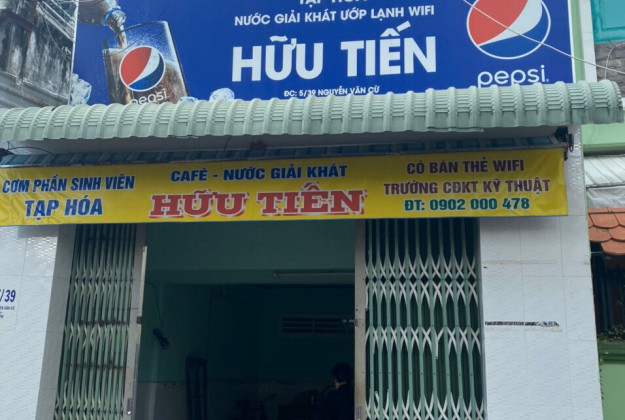 TẠP HÓA
NƯỚC GIẢI KHÁT ƯỚP LẠNH WIFI
HỮU TIẾN
ĐC: 5/39 NGUYỄN VĂN CỪ
pepsi
pepsi
CƠM PHẦN SINH VIÊN
TẠP HÓA
CAFÉ - NƯỚC GIẢI KHÁT
HỮU TIẾN
CÓ BÁN THẺ WIFI
TRƯỜNG CĐKT KỸ THUẬT
ĐT: 0902 000 478
/39